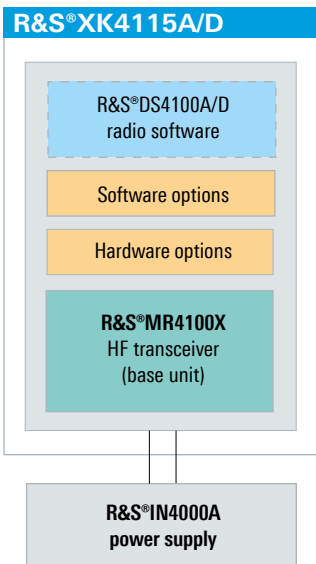 R&S®XK4115A/D
R&S®DS4100A/D
radio software
Software options
Hardware options
R&S®MR4100X
HF transceiver
(base unit)
R&S®IN4000A
power supply